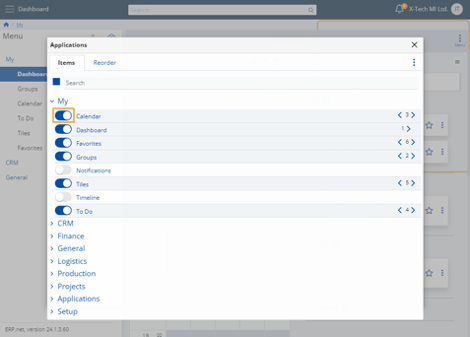 Dashboard
Search
X-Tech MI Ltd.
IT
My
Menu
My
Dashboard
Groups
Calendar
To Do
Tiles
Favorites
CRM
General
Applications
Items
Reorder
Search
My
Calendar 3
Dashboard 1
Favorites 6
Groups 2
Notifications
Tiles 5
Timeline
To Do 4
CRM
Finance
General
Logistics
Production
Projects
Applications
Setup
ERP.net, version 24.1.3.60